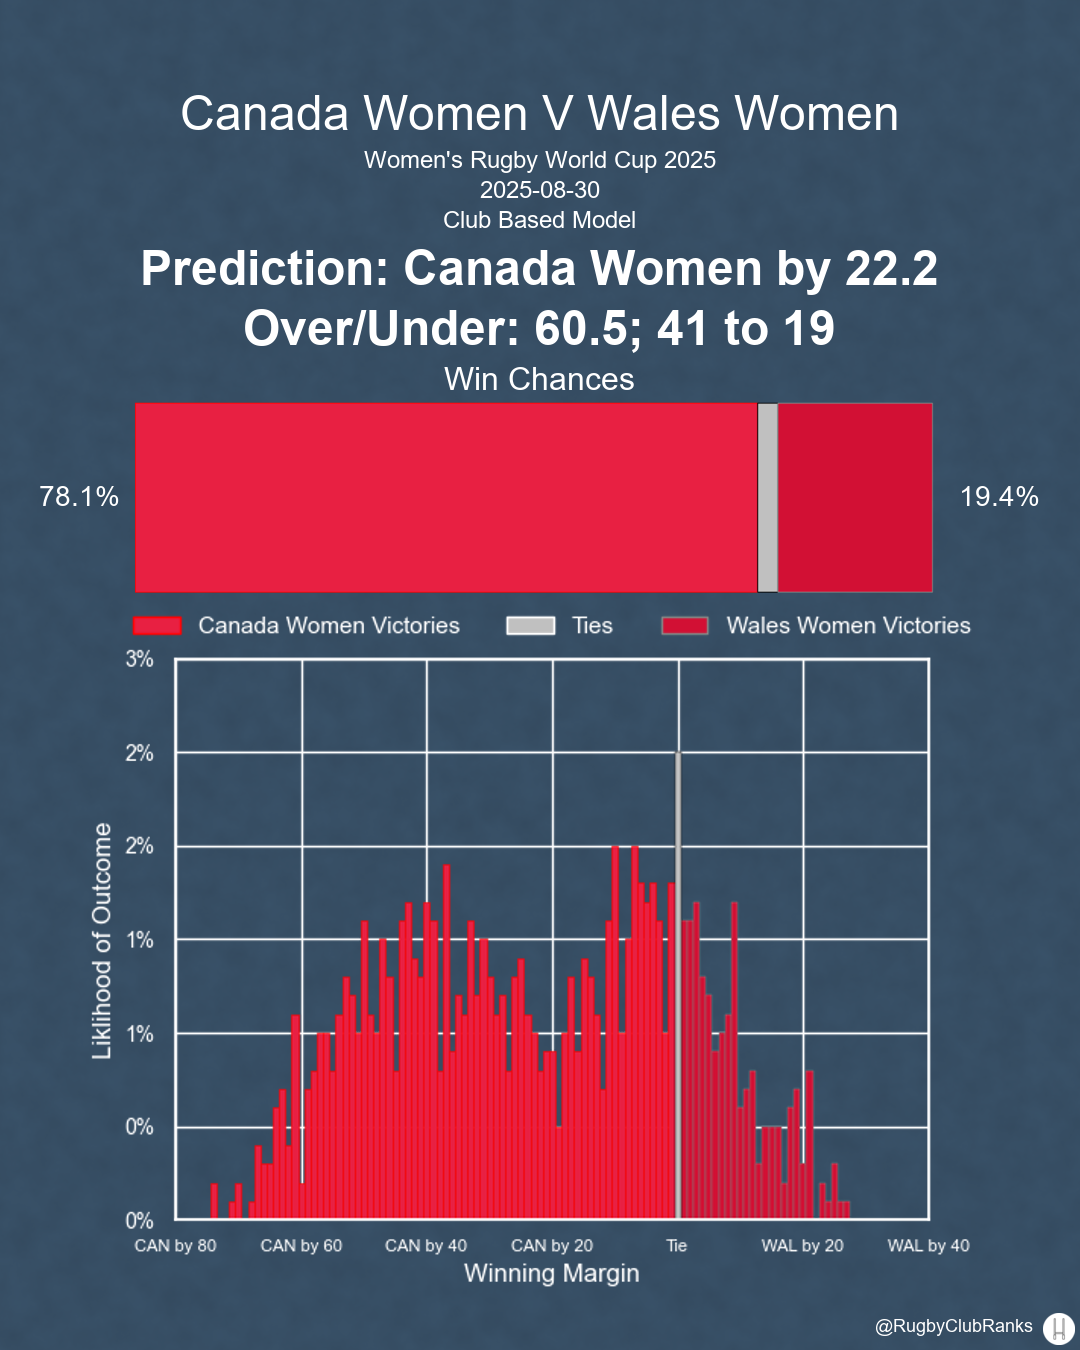 Canada Women V Wales Women
Women's Rugby World Cup 2025
2025-08-30
Club Based Model
Prediction: Canada Women by 22.2
Over/Under: 60.5; 41 to 19
Win Chances
78.1%
19.4%
Canada Women Victories
Ties
Wales Women Victories
3%
2%
2%
1%
1%
0%
0%
Liklihood of Outcome
CAN by 80
CAN by 60
CAN by 40
CAN by 20
Tie
WAL by 20
WAL by 40
Winning Margin
@RugbyClubRanks